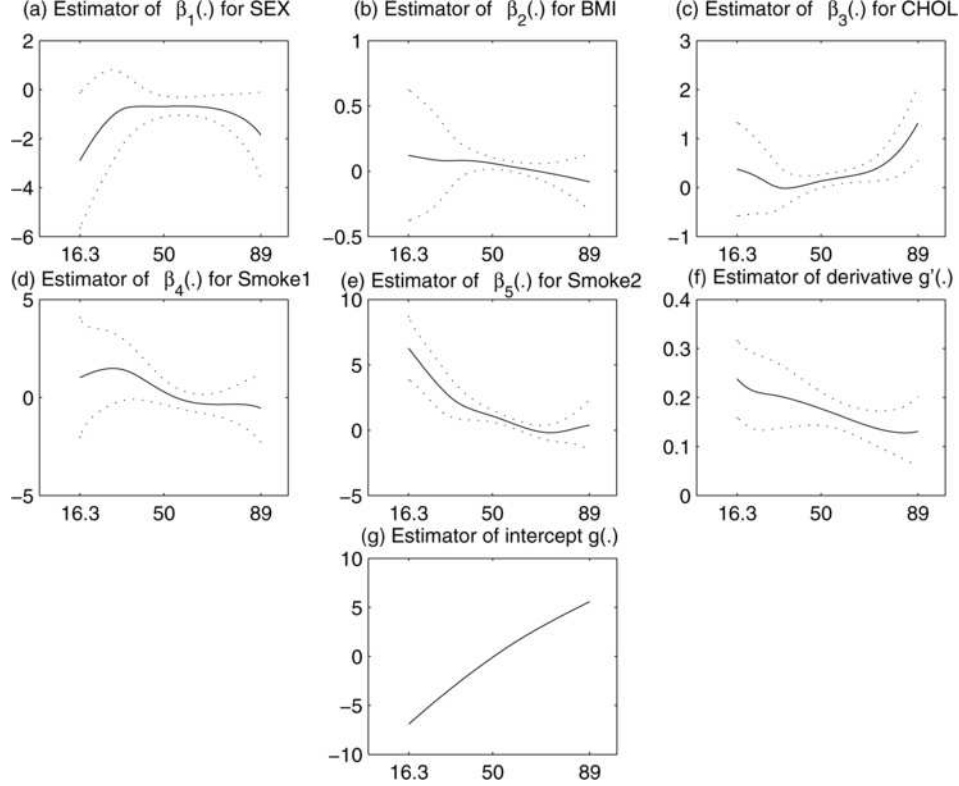 (a) Estimator of β₁(.) for SEX
(b) Estimator of β₂(.) for BMI
(c) Estimator of β₃(.) for CHOL
2
0
−2
−4
−6
16.3 50 89
1
0.5
0
−0.5
16.3 50 89
3
2
1
0
−1
16.3 50 89
(d) Estimator of β₄(.) for Smoke1
(e) Estimator of β₅(.) for Smoke2
(f) Estimator of derivative g'(.)
5
0
−5
16.3 50 89
10
5
0
−5
16.3 50 89
0.4
0.3
0.2
0.1
0
16.3 50 89
(g) Estimator of intercept g(.)
10
5
0
−5
−10
16.3 50 89